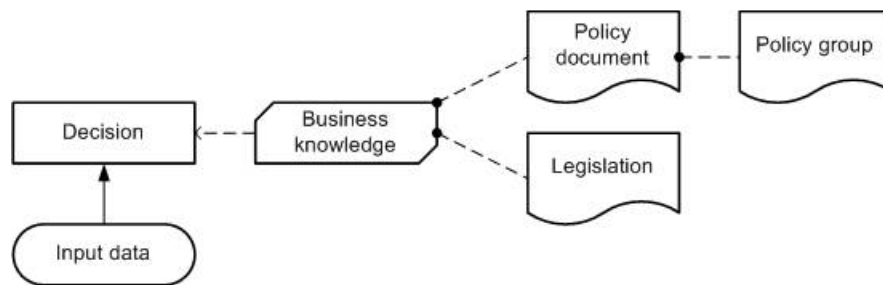 Policy
document
Policy group
Decision
Business
knowledge
Legislation
Input data